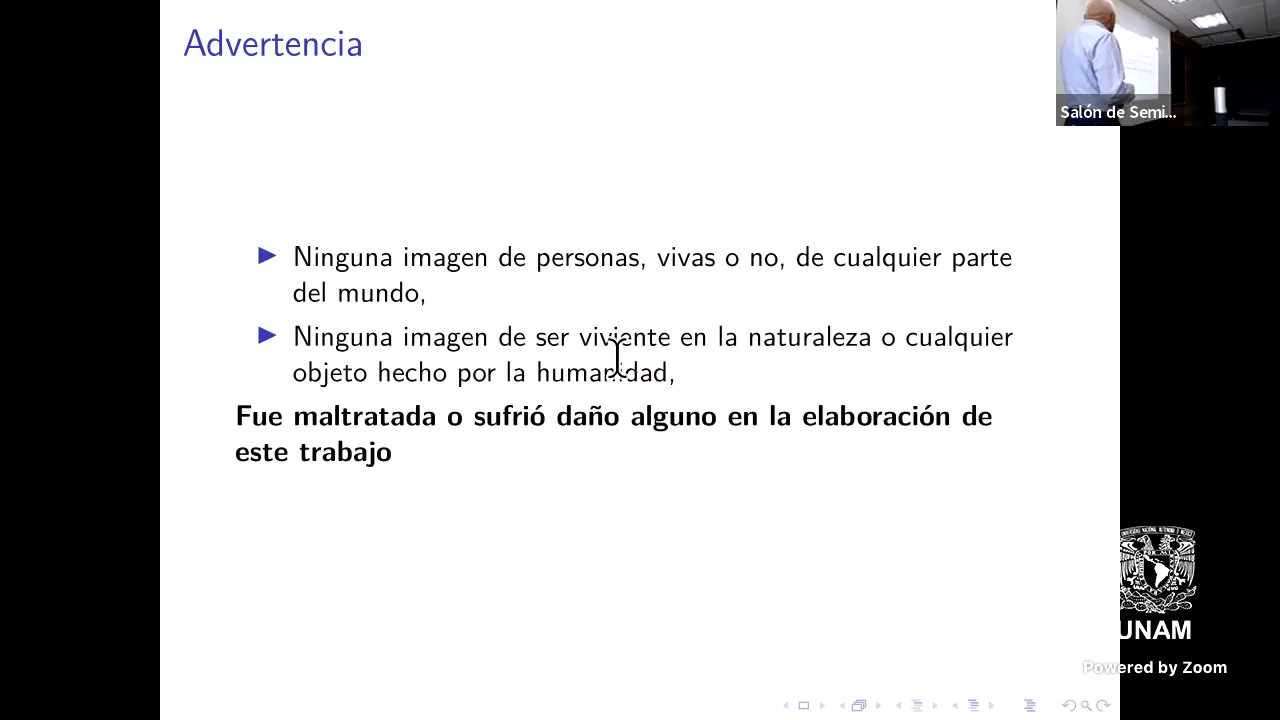 Advertencia
Salón de Semi...
Ninguna imagen de personas, vivas o no, de cualquier parte
del mundo,
Ninguna imagen de ser viviente en la naturaleza o cualquier
objeto hecho por la humanidad,
Fue maltratada o sufrió daño alguno en la elaboración de
este trabajo
UNAM
Powered by Zoom